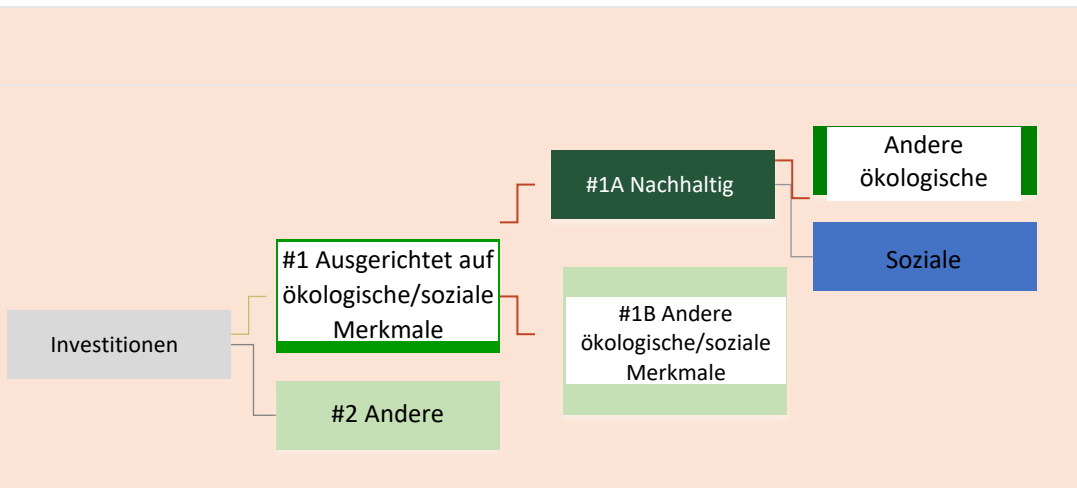 Investitionen
#1 Ausgerichtet auf
ökologische/soziale
Merkmale
#2 Andere
#1A Nachhaltig
#1B Andere
ökologische/soziale
Merkmale
Andere
ökologische
Soziale